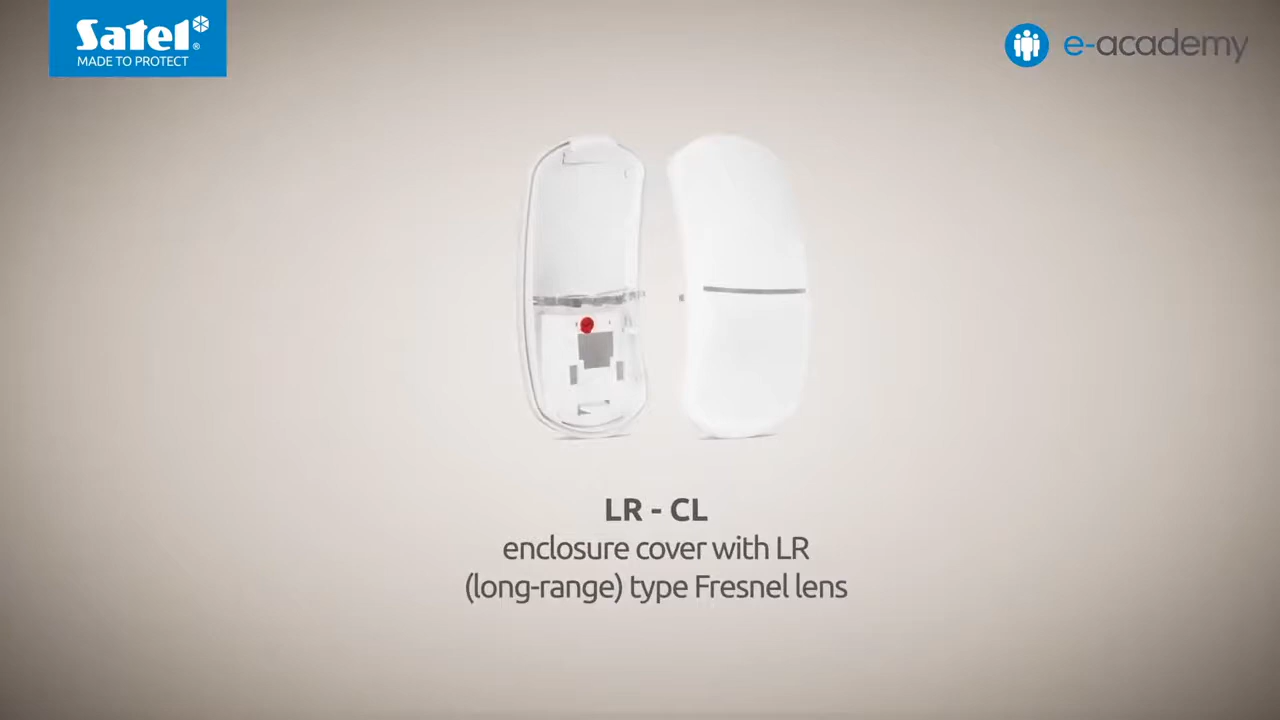 Satel®
MADE TO PROTECT
e-academy
LR - CL
enclosure cover with LR
(long-range) type Fresnel lens